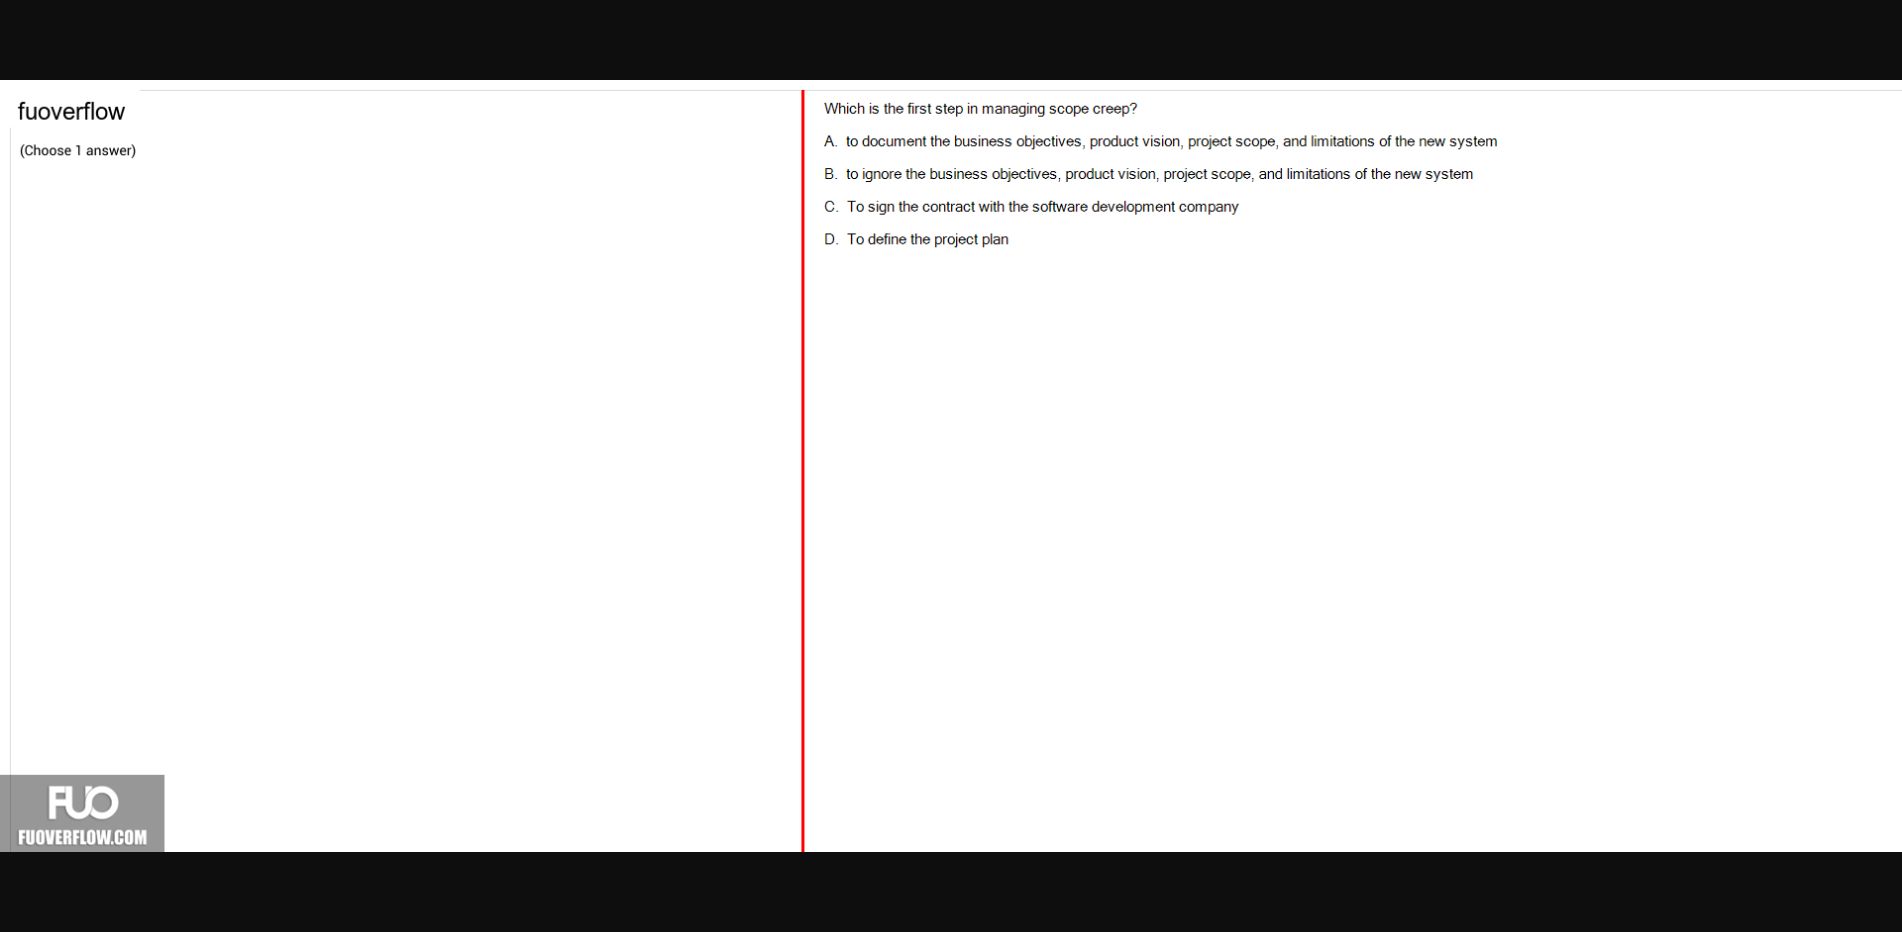 fuoverflow
(Choose 1 answer)
Which is the first step in managing scope creep?
A. to document the business objectives, product vision, project scope, and limitations of the new system
B. to ignore the business objectives, product vision, project scope, and limitations of the new system
C. To sign the contract with the software development company
D. To define the project plan
FUO
FUOVERFLOW.COM